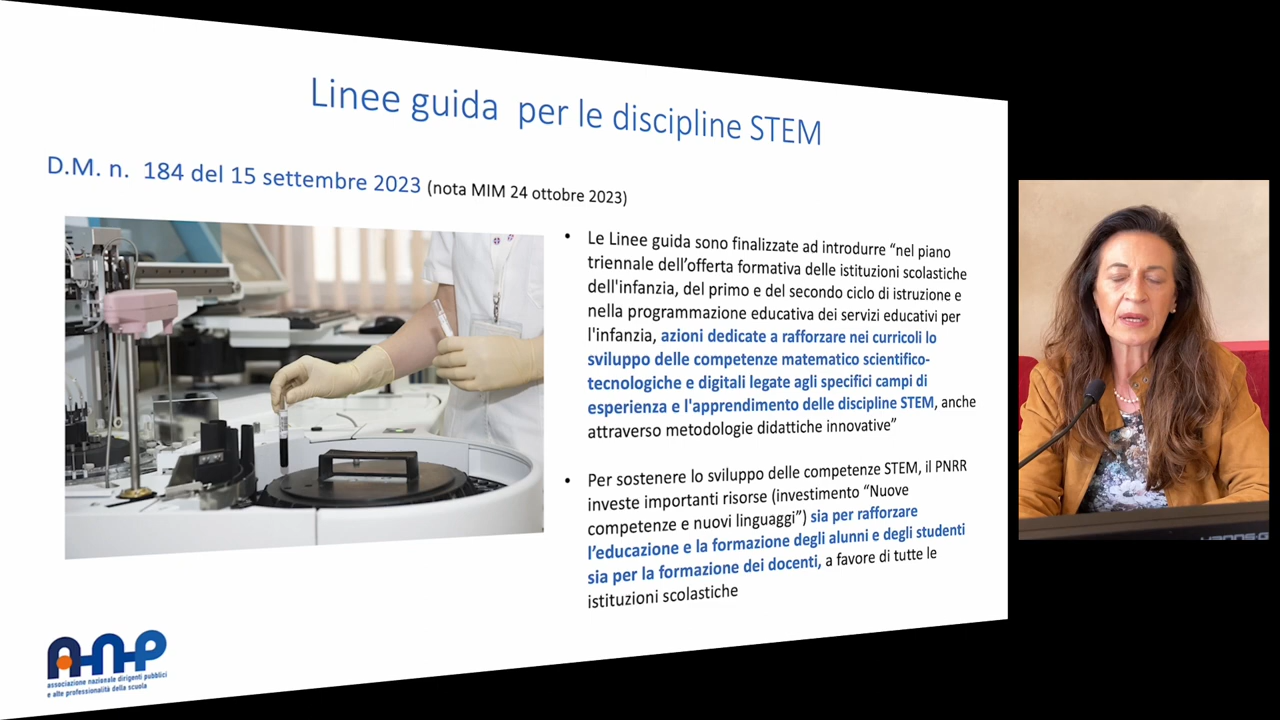 Linee guida  per le discipline STEM
D.M. n.  184 del 15 settembre 2023 (nota MIM 24 ottobre 2023)
• Le Linee guida sono finalizzate ad introdurre “nel piano
triennale dell’offerta formativa delle istituzioni scolastiche
dell'infanzia, del primo e del secondo ciclo di istruzione e
nella programmazione educativa dei servizi educativi per
l'infanzia, azioni dedicate a rafforzare nei curricoli lo
sviluppo delle competenze matematico scientifico-
tecnologiche e digitali legate agli specifici campi di
esperienza e l'apprendimento delle discipline STEM, anche
attraverso metodologie didattiche innovative”
• Per sostenere lo sviluppo delle competenze STEM, il PNRR
investe importanti risorse (investimento “Nuove
competenze e nuovi linguaggi”) sia per rafforzare
l’educazione e la formazione degli alunni e degli studenti
sia per la formazione dei docenti, a favore di tutte le
istituzioni scolastiche
A-N-P
associazione nazionale dirigenti pubblici
e alte professionalità della scuola